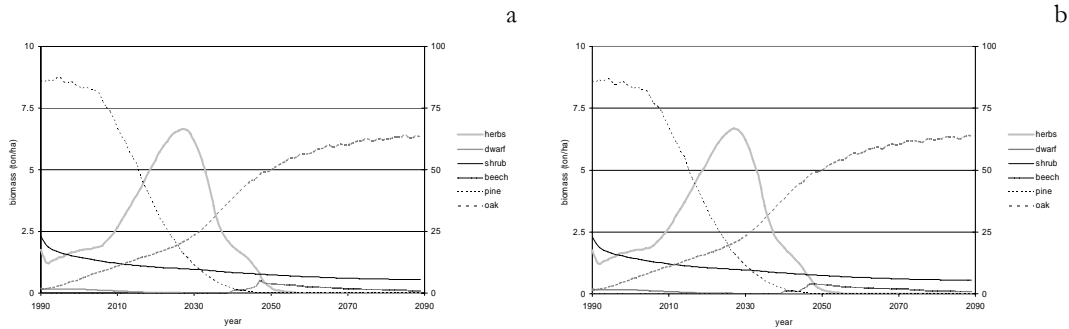 a
10
7.5
5
2.5
0
100
75
50
25
0
1990 2010 2030 2050 2070 2090
biomass (ton/ha)
year
herbs
dwarf
shrub
beech
pine
oak
b
10
7.5
5
2.5
0
100
75
50
25
0
1990 2010 2030 2050 2070 2090
biomass (ton/ha)
year
herbs
dwarf
shrub
beech
pine
oak